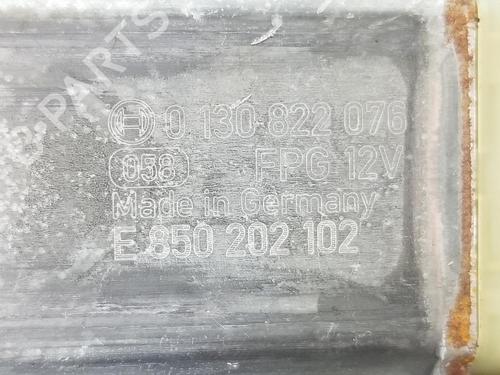 0 130 822 076
058 FPG 12V
Made in Germany
E 850 202 102